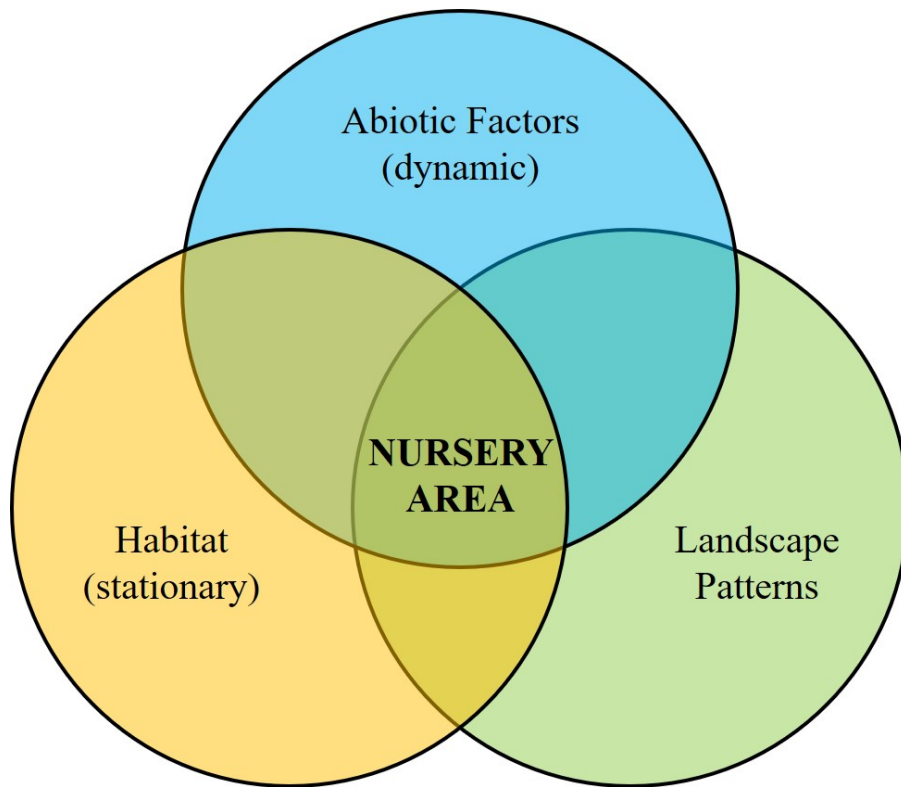 Abiotic Factors
(dynamic)
NURSERY
AREA
Habitat
(stationary)
Landscape
Patterns